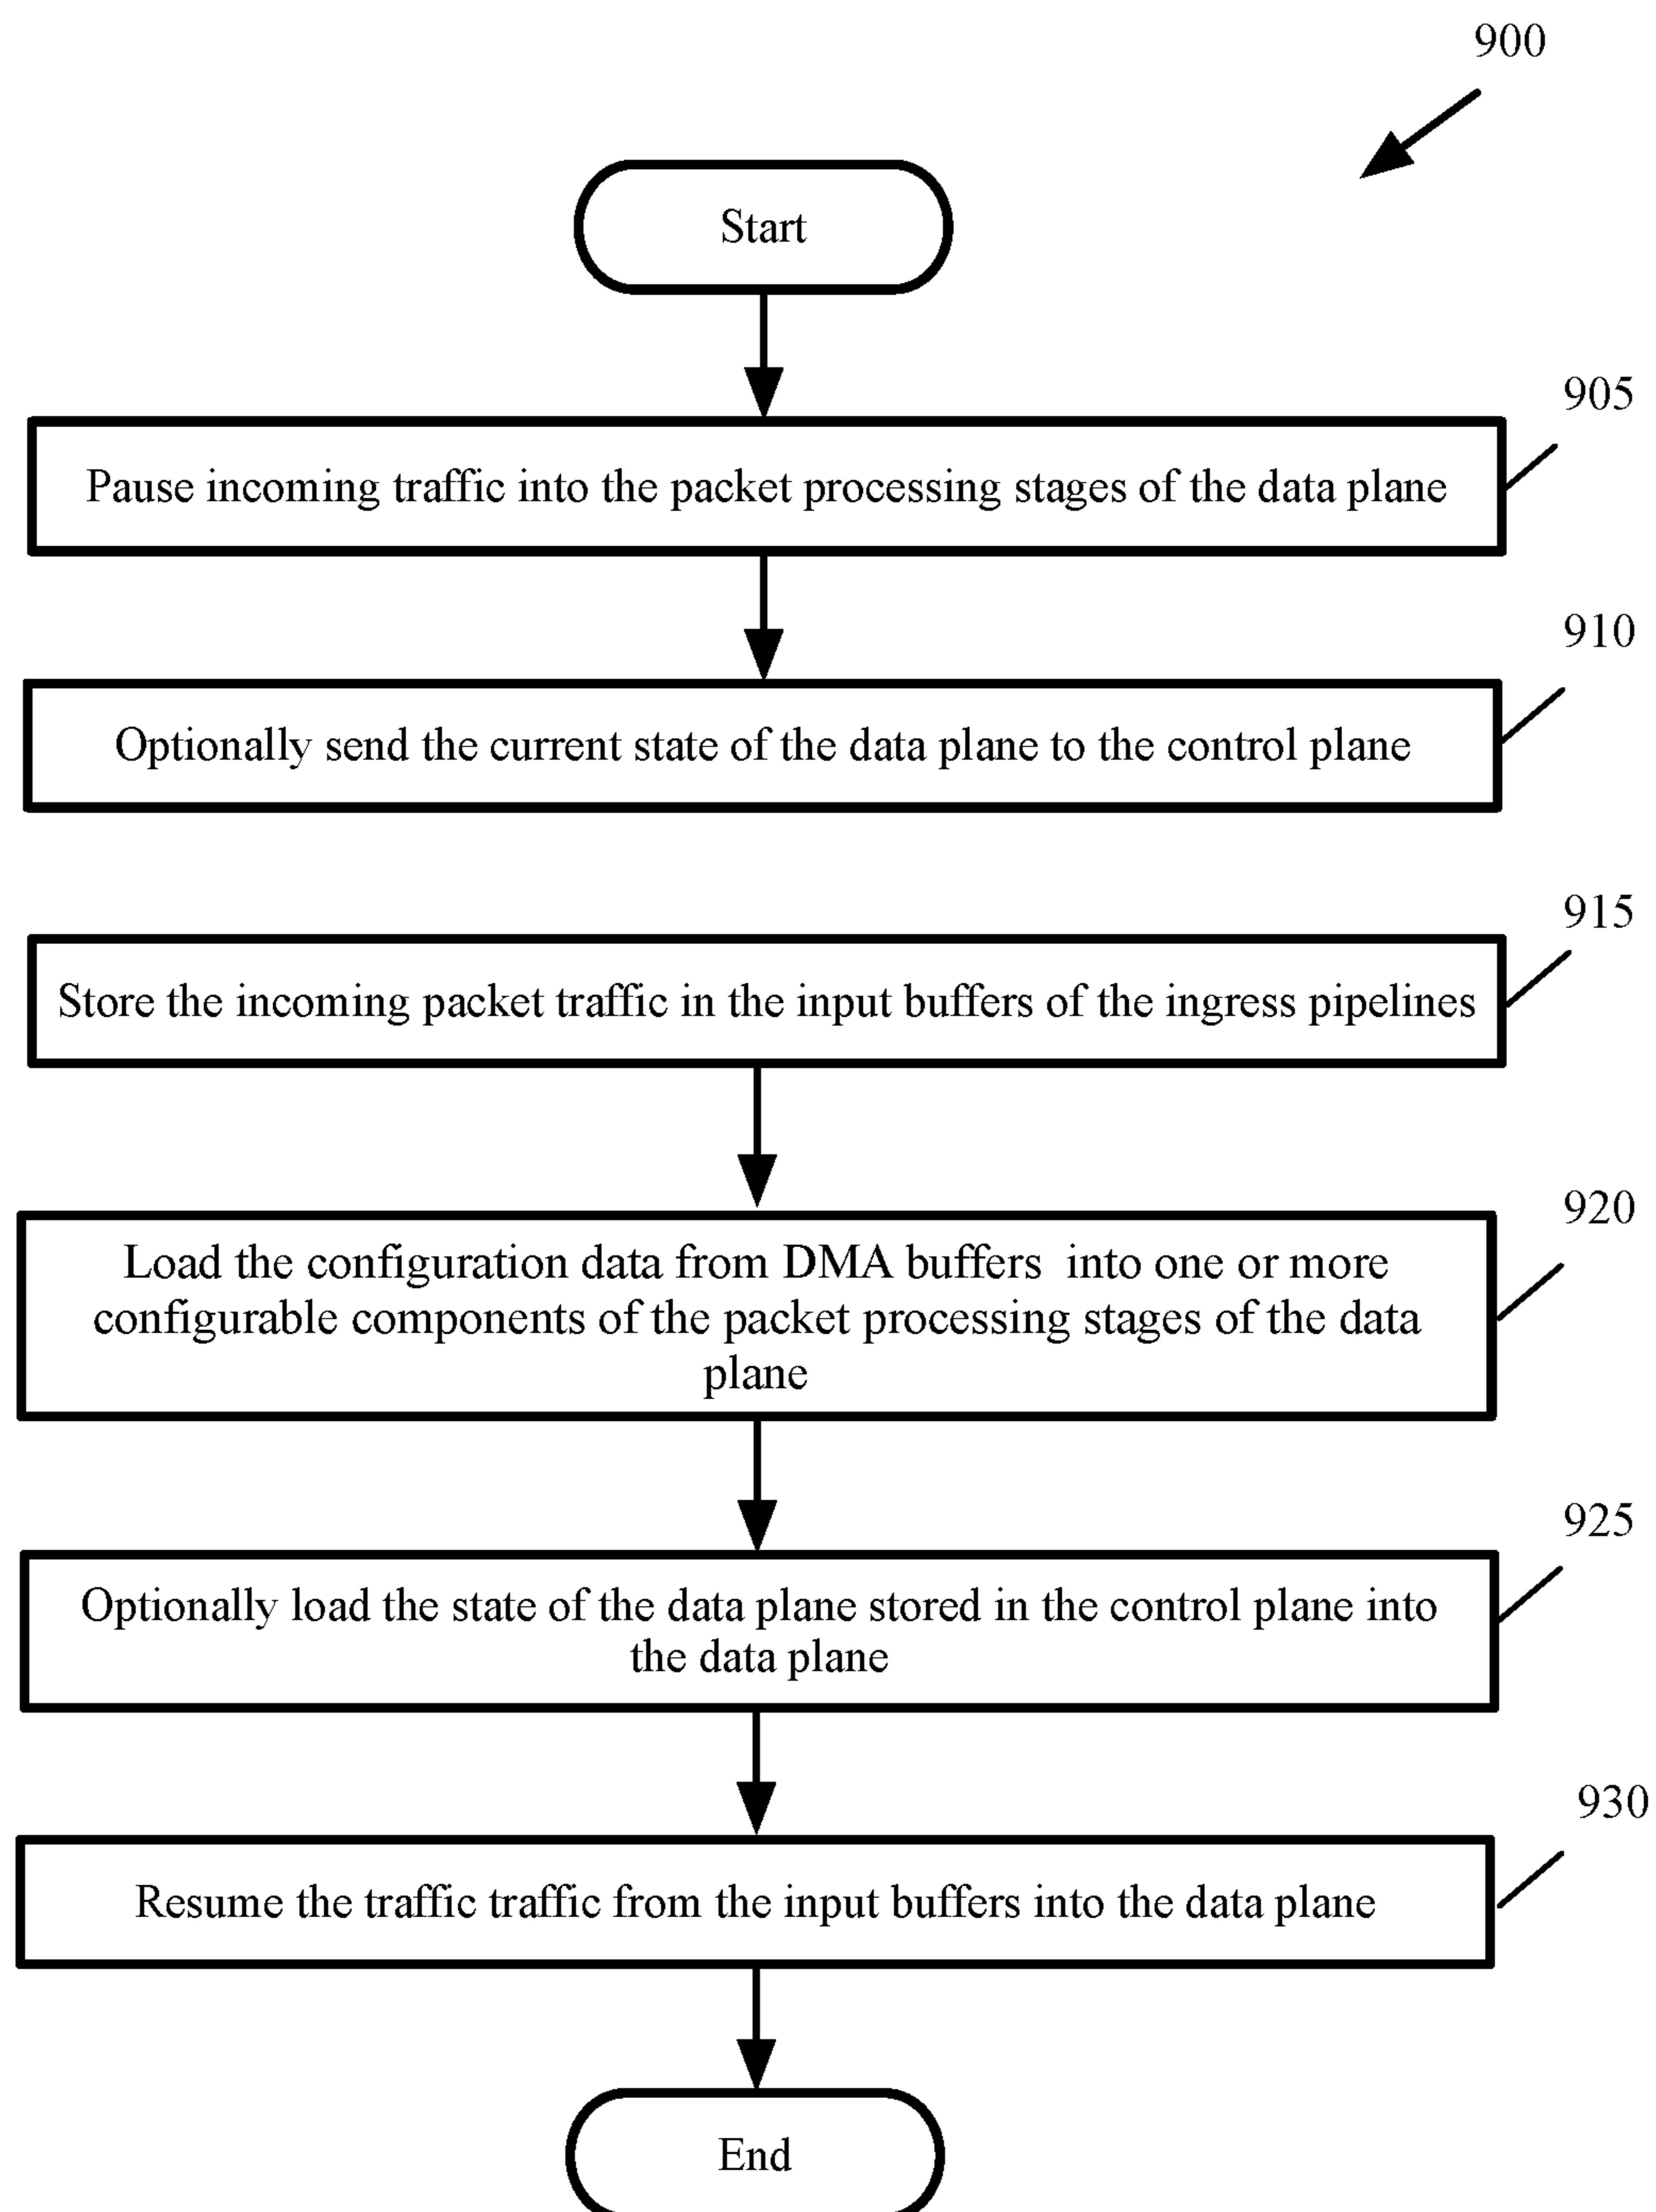 900
Start
905
Pause incoming traffic into the packet processing stages of the data plane
910
Optionally send the current state of the data plane to the control plane
915
Store the incoming packet traffic in the input buffers of the ingress pipelines
920
Load the configuration data from DMA buffers into one or more
configurable components of the packet processing stages of the data
plane
925
Optionally load the state of the data plane stored in the control plane into
the data plane
930
Resume the traffic traffic from the input buffers into the data plane
End